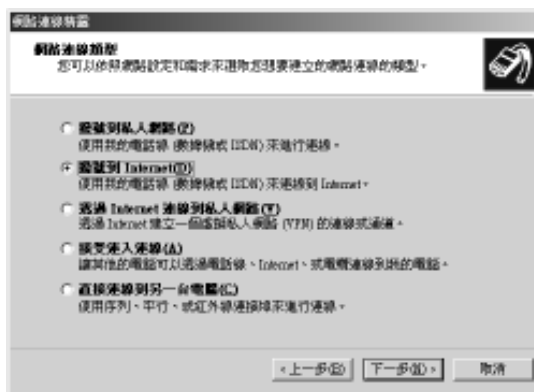 網路連線精靈
網路連線類型
您可以依照網路設定和需求來選取您想要建立的網路連線的類型。
撥號到私人網路(P)
使用我的電話線 (數據機或 ISDN) 來進行連線。
撥號到 Internet(D)
使用我的電話線 (數據機或 ISDN) 來連線到 Internet。
透過 Internet 連線到私人網路(V)
透過 Internet 建立一個虛擬私人網路 (VPN) 的連線或通道。
接受連入連線(A)
讓其他的電腦可以透過電話線、Internet、或電纜連線到我的電腦。
直接連線到另一台電腦(C)
使用序列、平行、或紅外線連接埠來進行連線。
<上一步(B) 下一步(N)> 取消